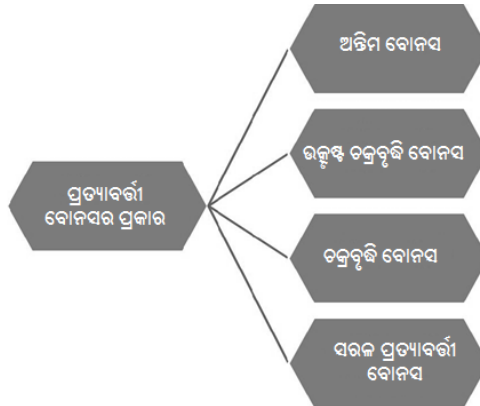 ଅନ୍ତିମ ବୋନସ
ଉତ୍କୃଷ୍ଟ ଚକ୍ରବୃଦ୍ଧି ବୋନସ
ପ୍ରତ୍ୟାବର୍ତ୍ତୀ
ବୋନସର ପ୍ରକାର
ଚକ୍ରବୃଦ୍ଧି ବୋନସ
ସରଳ ପ୍ରତ୍ୟାବର୍ତ୍ତୀ
ବୋନସ